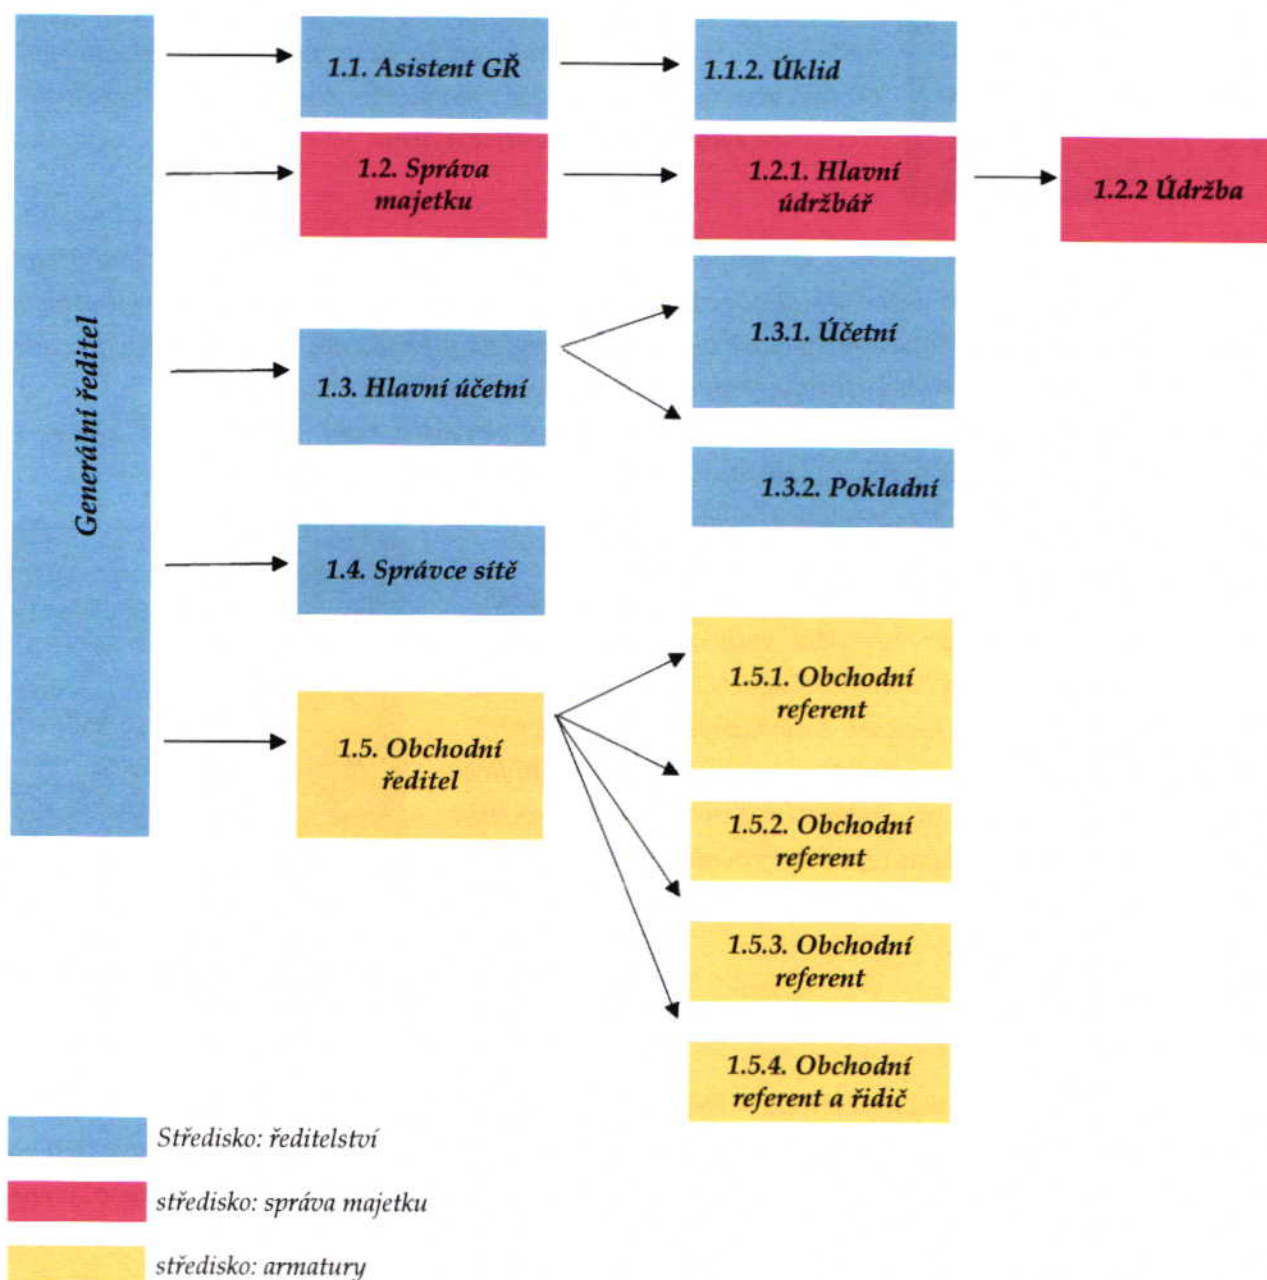 Generální ředitel
1.1. Asistent GŘ
1.1.2. Úklid
1.2. Správa
majetku
1.2.1. Hlavní
údržbář
1.2.2 Údržba
1.3. Hlavní účetní
1.3.1. Účetní
1.3.2. Pokladní
1.4. Správce sítě
1.5. Obchodní
ředitel
1.5.1. Obchodní
referent
1.5.2. Obchodní
referent
1.5.3. Obchodní
referent
1.5.4. Obchodní
referent a řidič
Středisko: ředitelství
středisko: správa majetku
středisko: armatury